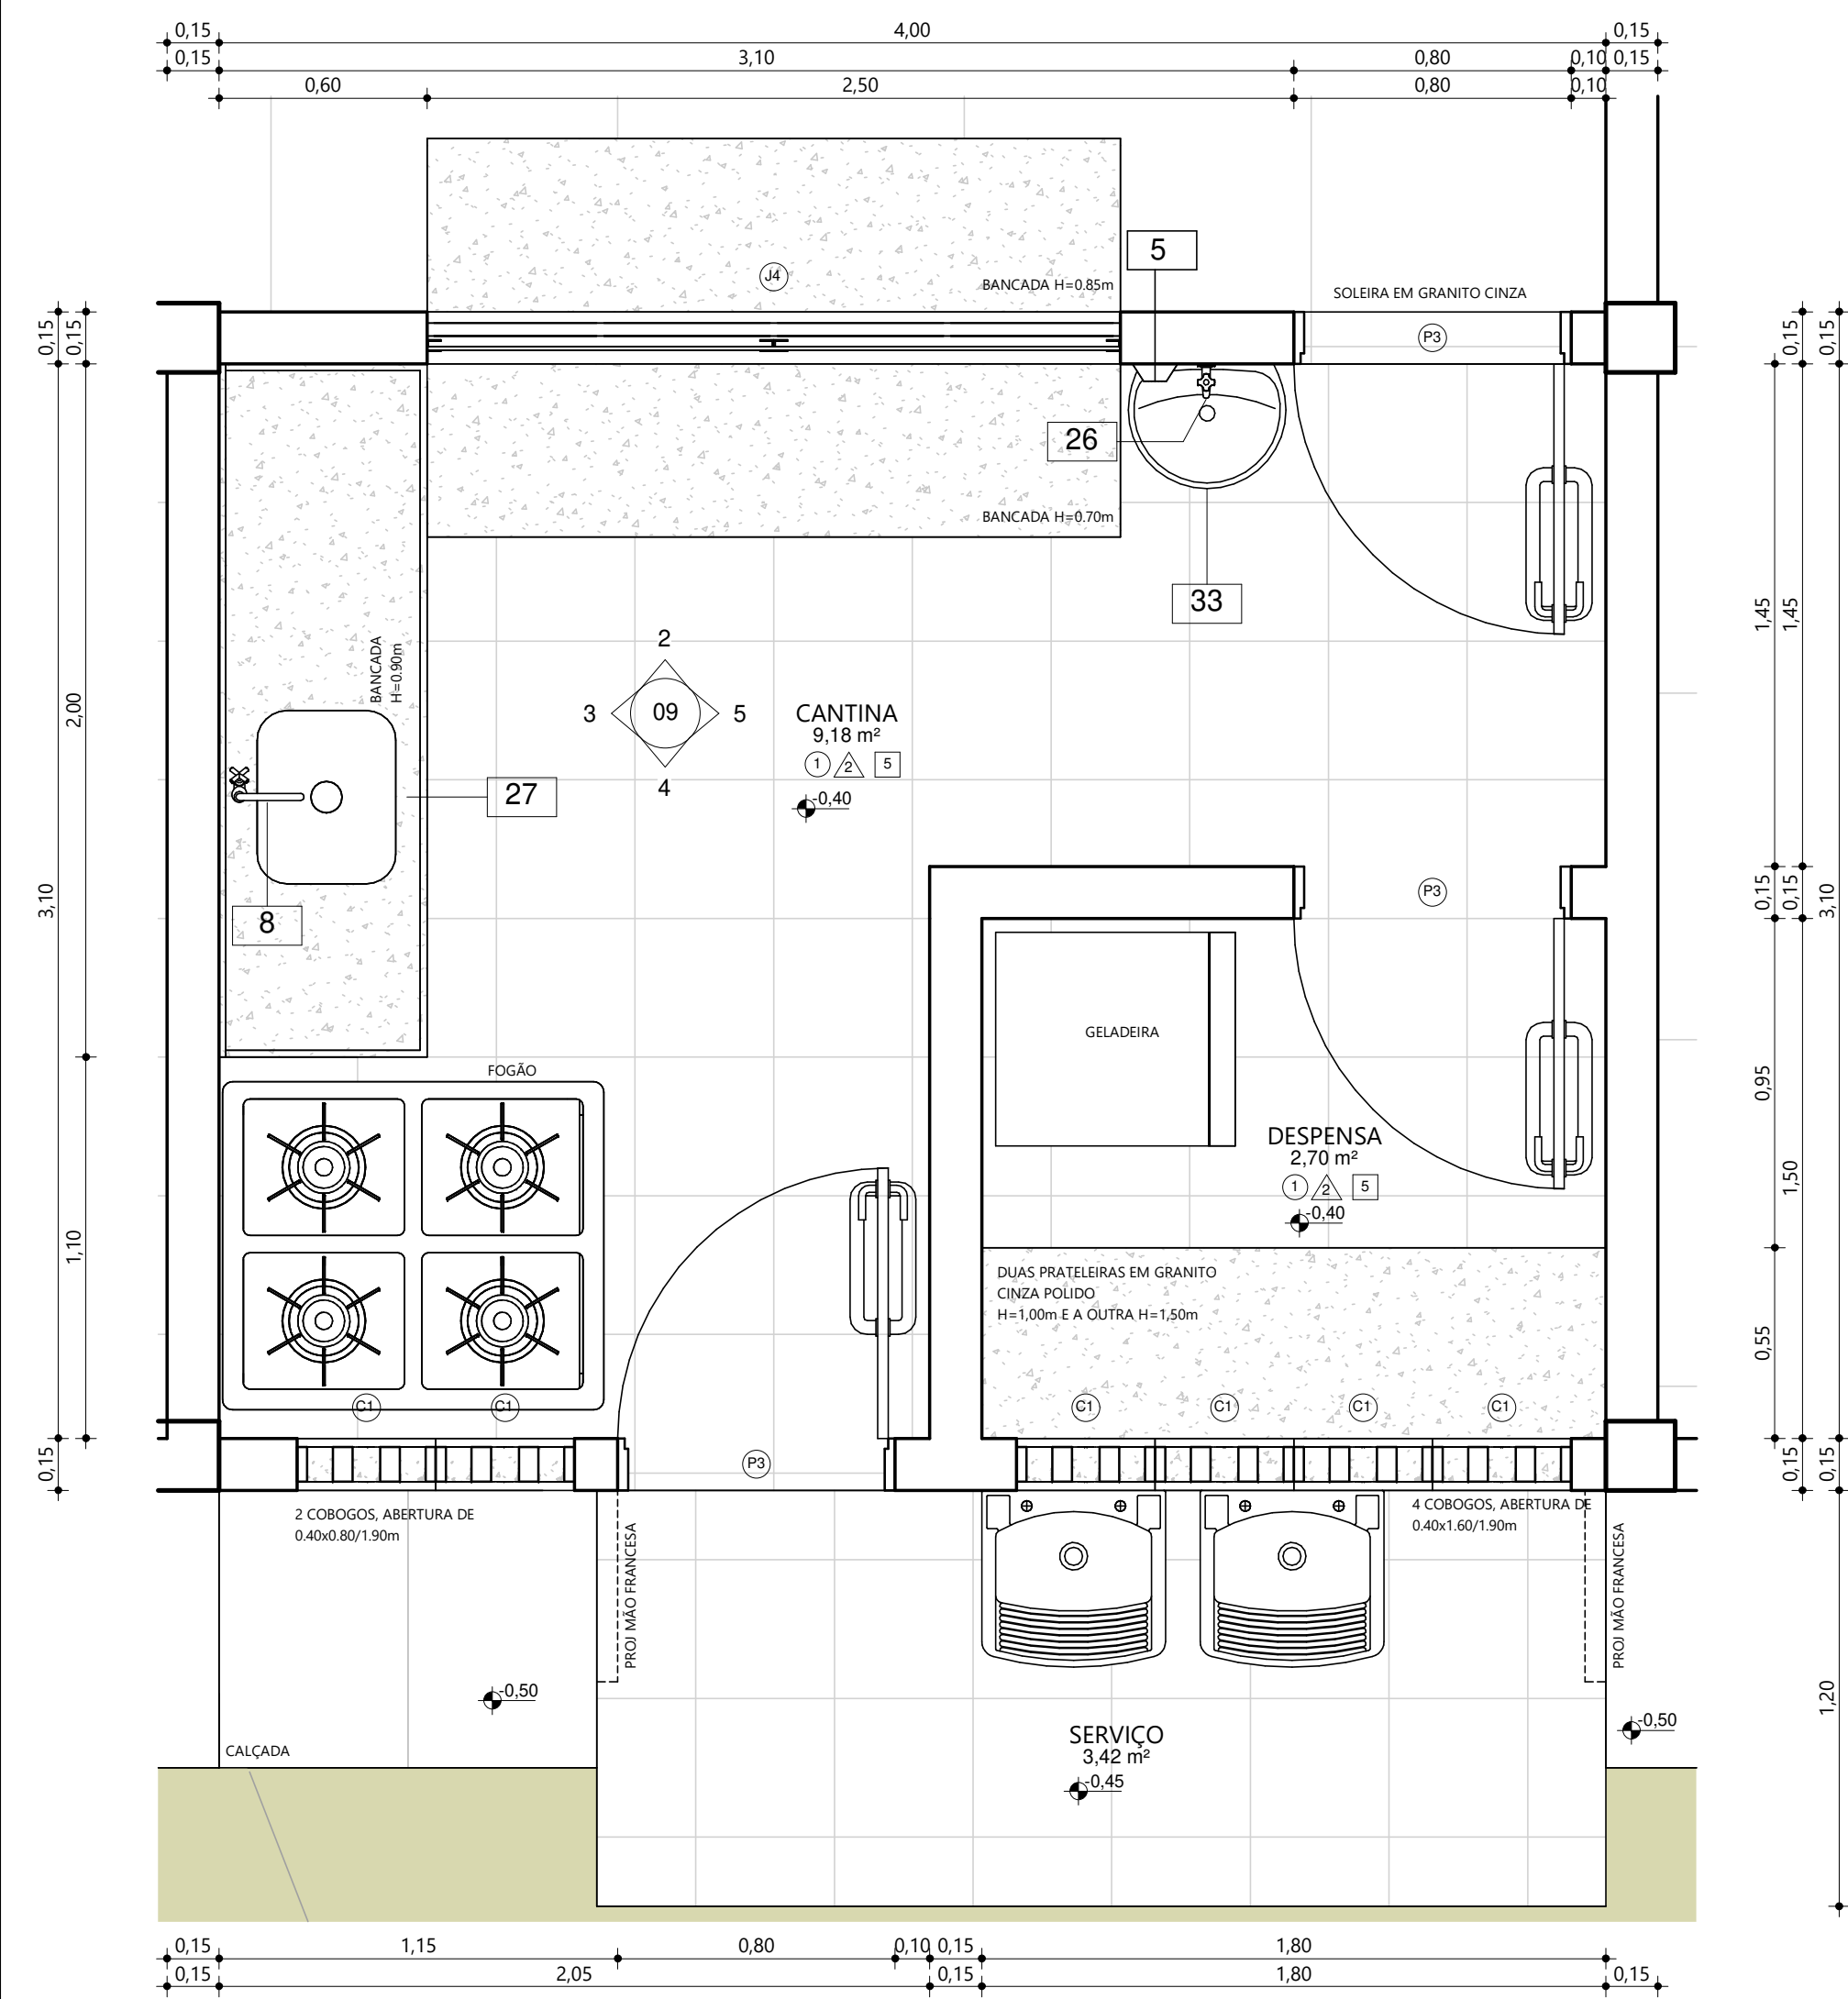 0,15 4,00 0,15
0,15 3,10 0,80 0,10 0,15
0,60 2,50 0,80 0,10
J4
BANCADA H=0.85m
5
SOLEIRA EM GRANITO CINZA
P3
0,15 0,15
0,15 0,15
26
BANCADA H=0.70m
33
BANCADA
H=0.90m
2
3 09 5
4
CANTINA
9,18 m²
1 2 5
-0,40
27
8
2,00
3,10
1,10
0,15
1,45 1,45
0,15 0,15 3,10
0,95
1,50
0,55
0,15 0,15
1,20
P3
GELADEIRA
FOGÃO
DESPENSA
2,70 m²
1 2 5
-0,40
DUAS PRATELEIRAS EM GRANITO
CINZA POLIDO
H=1,00m E A OUTRA H=1,50m
C1 C1 C1 C1 C1 C1
P3
2 COBOGOS, ABERTURA DE
0.40x0.80/1.90m
4 COBOGOS, ABERTURA DE
0.40x1.60/1.90m
PROJ MÃO FRANCESA
PROJ MÃO FRANCESA
-0,50
-0,50
SERVIÇO
3,42 m²
-0,45
CALÇADA
0,15 1,15 0,80 0,10 0,15 1,80
0,15 2,05 0,15 1,80 0,15